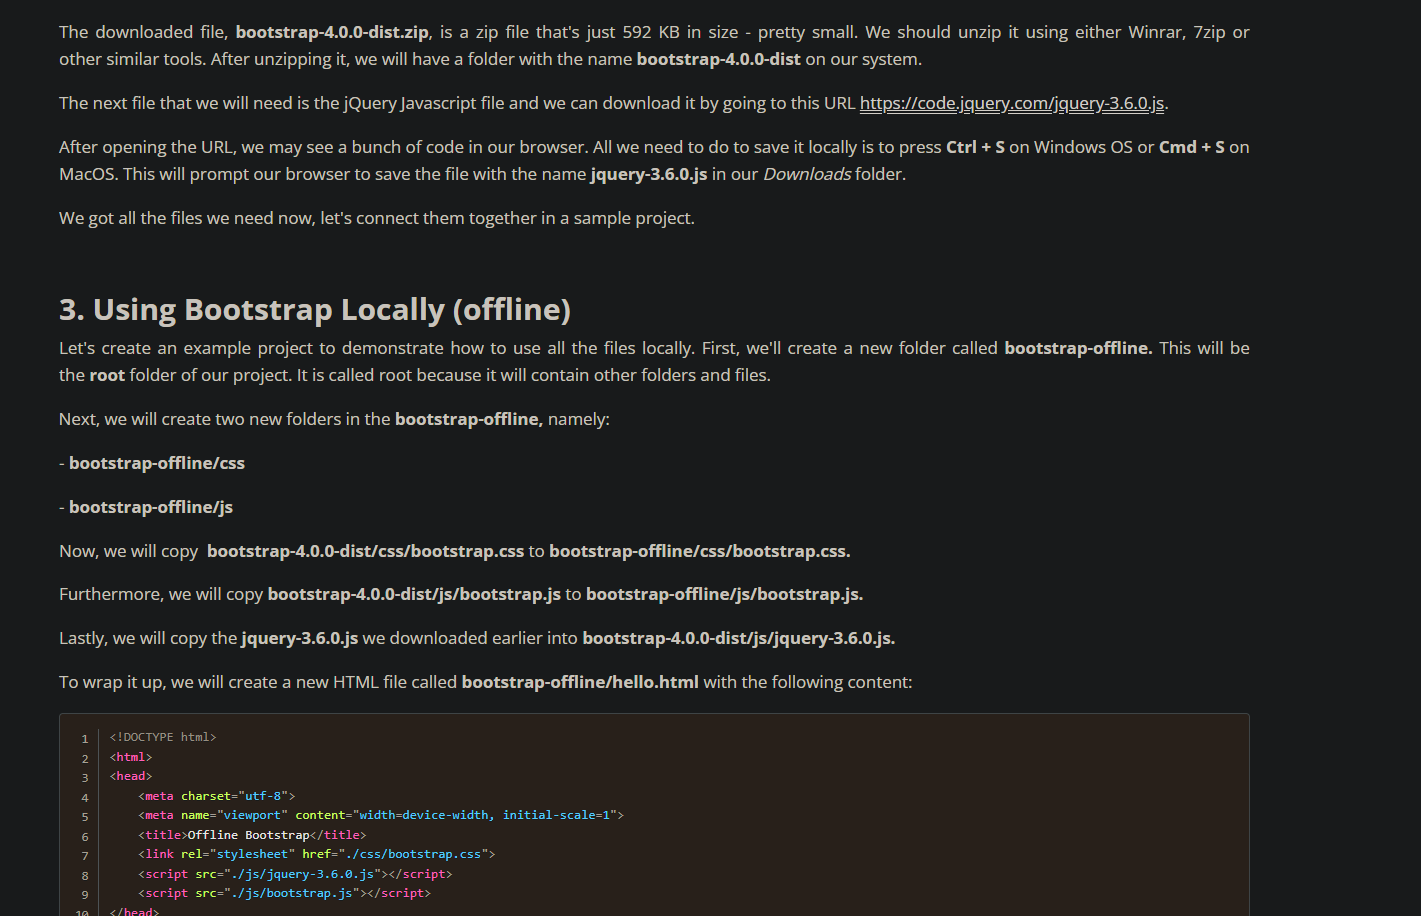 The downloaded file, bootstrap-4.0.0-dist.zip, is a zip file that's just 592 KB in size - pretty small. We should unzip it using either Winrar, 7zip or
other similar tools. After unzipping it, we will have a folder with the name bootstrap-4.0.0-dist on our system.
The next file that we will need is the jQuery Javascript file and we can download it by going to this URL https://code.jquery.com/jquery-3.6.0.js.
After opening the URL, we may see a bunch of code in our browser. All we need to do to save it locally is to press Ctrl + S on Windows OS or Cmd + S on
MacOS. This will prompt our browser to save the file with the name jquery-3.6.0.js in our Downloads folder.
We got all the files we need now, let's connect them together in a sample project.
3. Using Bootstrap Locally (offline)
Let's create an example project to demonstrate how to use all the files locally. First, we'll create a new folder called bootstrap-offline. This will be
the root folder of our project. It is called root because it will contain other folders and files.
Next, we will create two new folders in the bootstrap-offline, namely:
- bootstrap-offline/css
- bootstrap-offline/js
Now, we will copy  bootstrap-4.0.0-dist/css/bootstrap.css to bootstrap-offline/css/bootstrap.css.
Furthermore, we will copy bootstrap-4.0.0-dist/js/bootstrap.js to bootstrap-offline/js/bootstrap.js.
Lastly, we will copy the jquery-3.6.0.js we downloaded earlier into bootstrap-4.0.0-dist/js/jquery-3.6.0.js.
To wrap it up, we will create a new HTML file called bootstrap-offline/hello.html with the following content:
1 <!DOCTYPE html>
2 <html>
3 <head>
4     <meta charset="utf-8">
5     <meta name="viewport" content="width=device-width, initial-scale=1">
6     <title>Offline Bootstrap</title>
7     <link rel="stylesheet" href="./css/bootstrap.css">
8     <script src="./js/jquery-3.6.0.js"></script>
9     <script src="./js/bootstrap.js"></script>
10 </head>